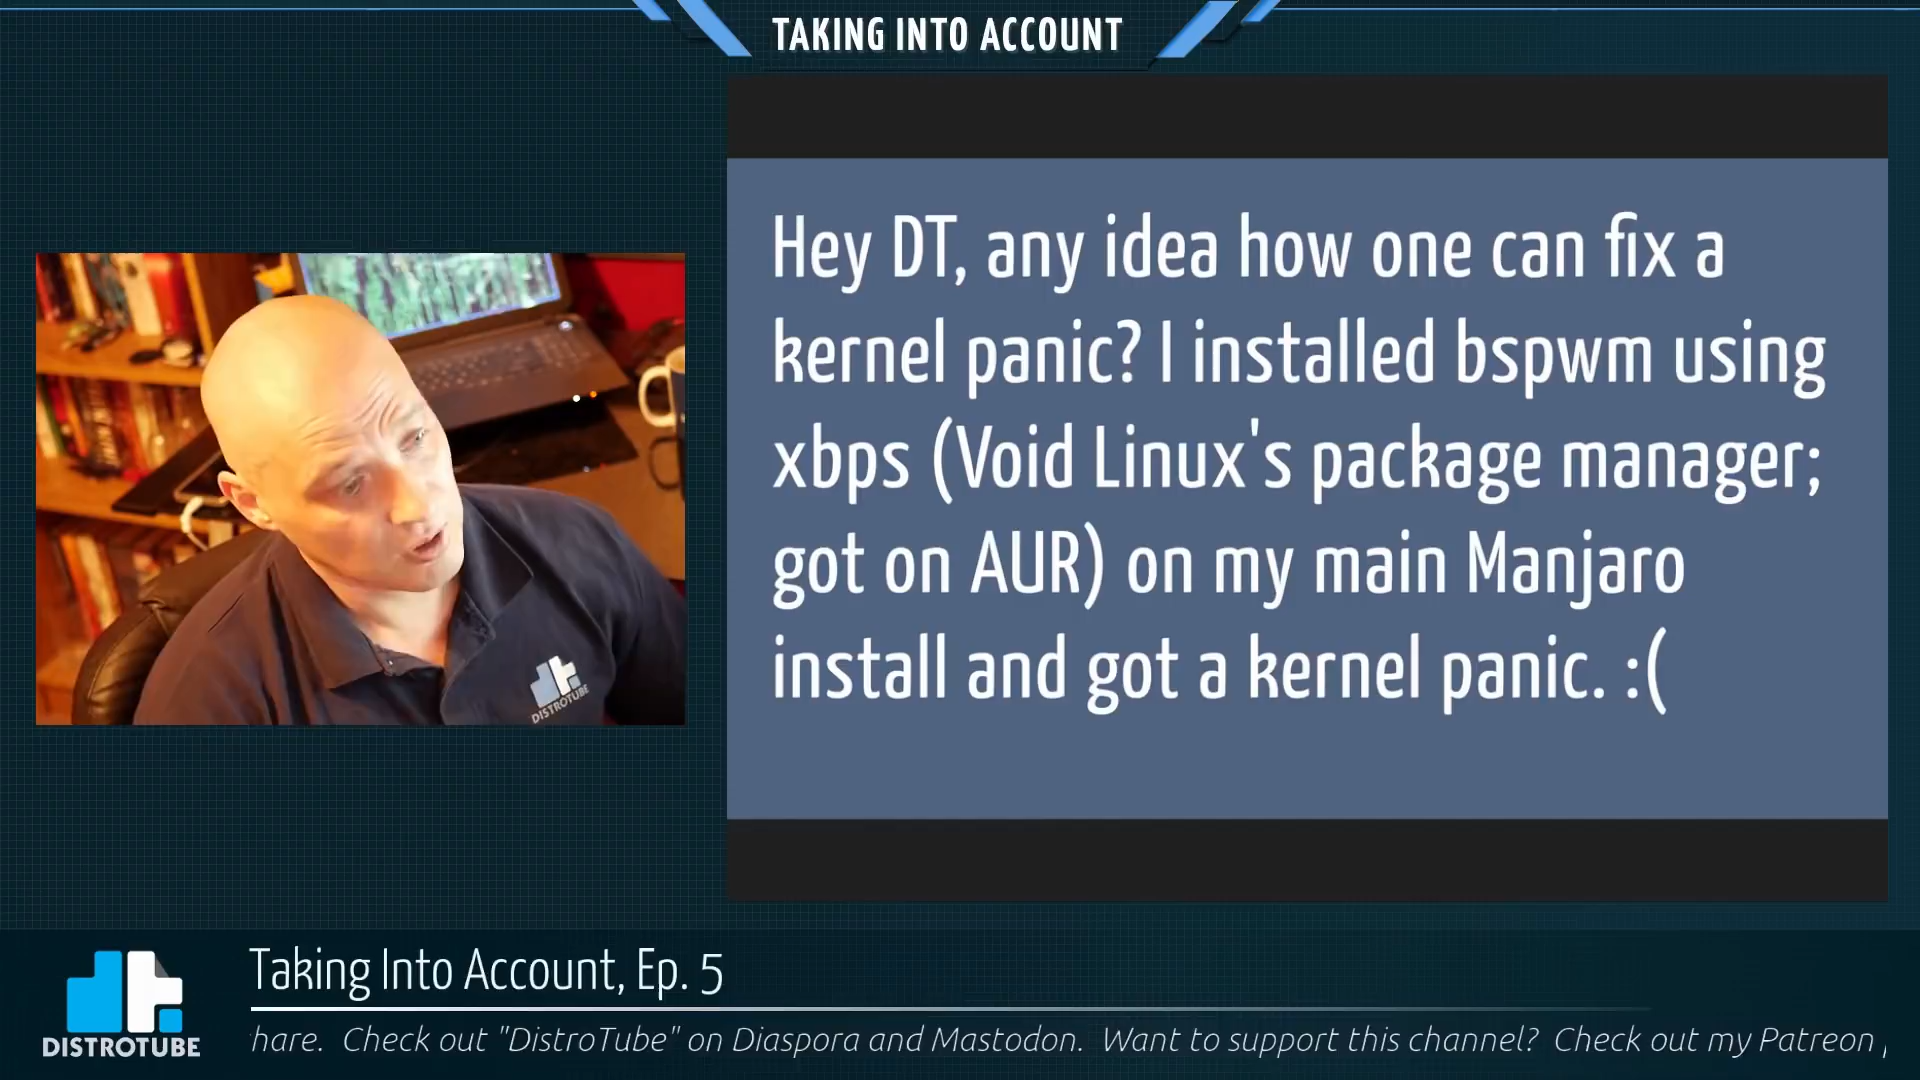 TAKING INTO ACCOUNT
Hey DT, any idea how one can fix a
kernel panic? I installed bspwm using
xbps (Void Linux's package manager;
got on AUR) on my main Manjaro
install and got a kernel panic. :(
DISTROTUBE
Taking Into Account, Ep. 5
hare. Check out "DistroTube" on Diaspora and Mastodon. Want to support this channel? Check out my Patreon
DISTROTUBE